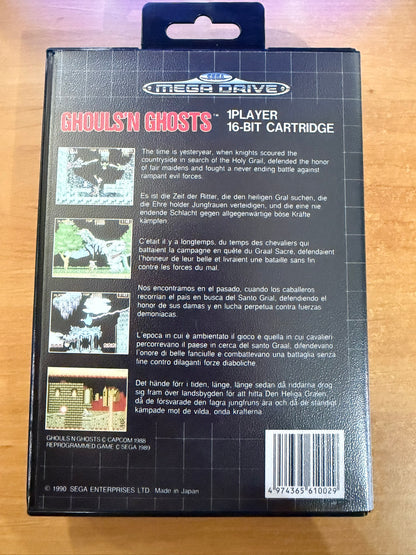 SEGA
MEGA DRIVE
GHOULS'N GHOSTS™ 1PLAYER
16-BIT CARTRIDGE
The time is yesteryear, when knights scoured the
countryside in search of the Holy Grail, defended the honor
of fair maidens and fought a never ending battle against
rampant evil forces.
Es ist die Zeit der Ritter, die den heiligen Gral suchen, die
die Ehre holder Jungfrauen verteidigen, und die eine nie
endende Schlacht gegen allgegenwärtige böse Kräfte
kämpfen.
C'était il y a longtemps, du temps des chevaliers qui
battaient la campagne en quête du Graal Sacré, defendaient
l'honneur de leur belle et livraient une bataille sans fin
contre les forces du mal.
Nos encontramos en el pasado, cuando los caballeros
recorrían el país en busca del Santo Grial, defendiendo el
honor de sus damas y en lucha perpetua contra fuerzas
demoníacas.
L'epoca in cui è ambientato il gioco è quella in cui cavalieri
percorrevano il paese in cerca del santo Graal, difendevano
l'onore di belle fanciulle e combattevano una battaglia senza
fine contro dilaganti forze diaboliche.
Det hände förr i tiden, länge, länge sedan då riddarna drog
sig fram över landsbygden för att hitta Den Heliga Gralen,
då de försvarade den fagra jungfruns ära och då de ständigt
kämpade mot de vilda, onda krafterna.
GHOULS'N GHOSTS © CAPCOM 1988
REPROGRAMMED GAME © SEGA 1989
© 1990 SEGA ENTERPRISES LTD. Made in Japan
4 974365 610029